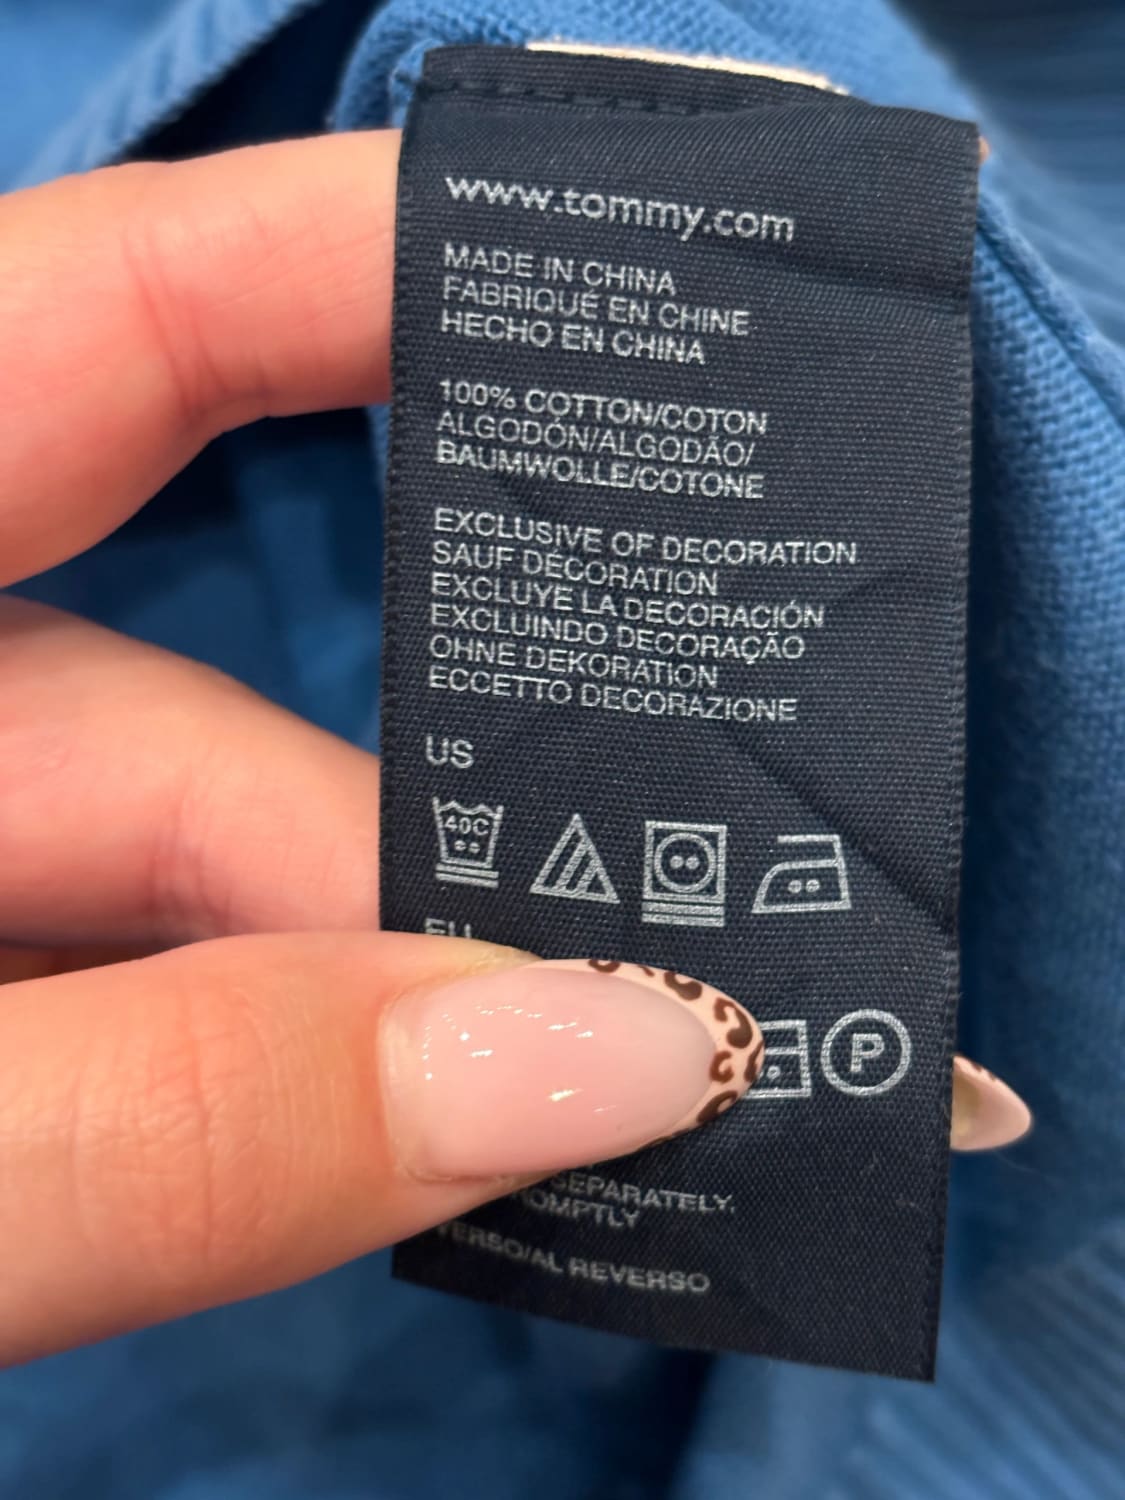 www.tommy.com
MADE IN CHINA
FABRIQUÉ EN CHINE
HECHO EN CHINA
100% COTTON/COTON
ALGODÓN/ALGODÃO/
BAUMWOLLE/COTONE
EXCLUSIVE OF DECORATION
SAUF DÉCORATION
EXCLUYE LA DECORACIÓN
EXCLUINDO DECORAÇÃO
OHNE DEKORATION
ECCETTO DECORAZIONE
US
40C
EU
P
SEPARATELY.
REVERSO/AL REVERSO